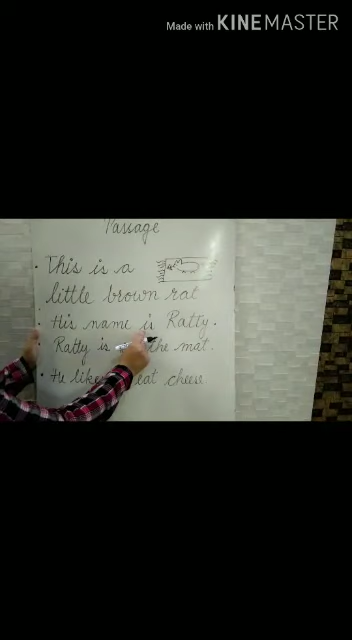 Made with KINEMASTER
Passage
• This is a
little brown rat
• His name is Ratty.
Ratty is the mat.
• He like eat cheese